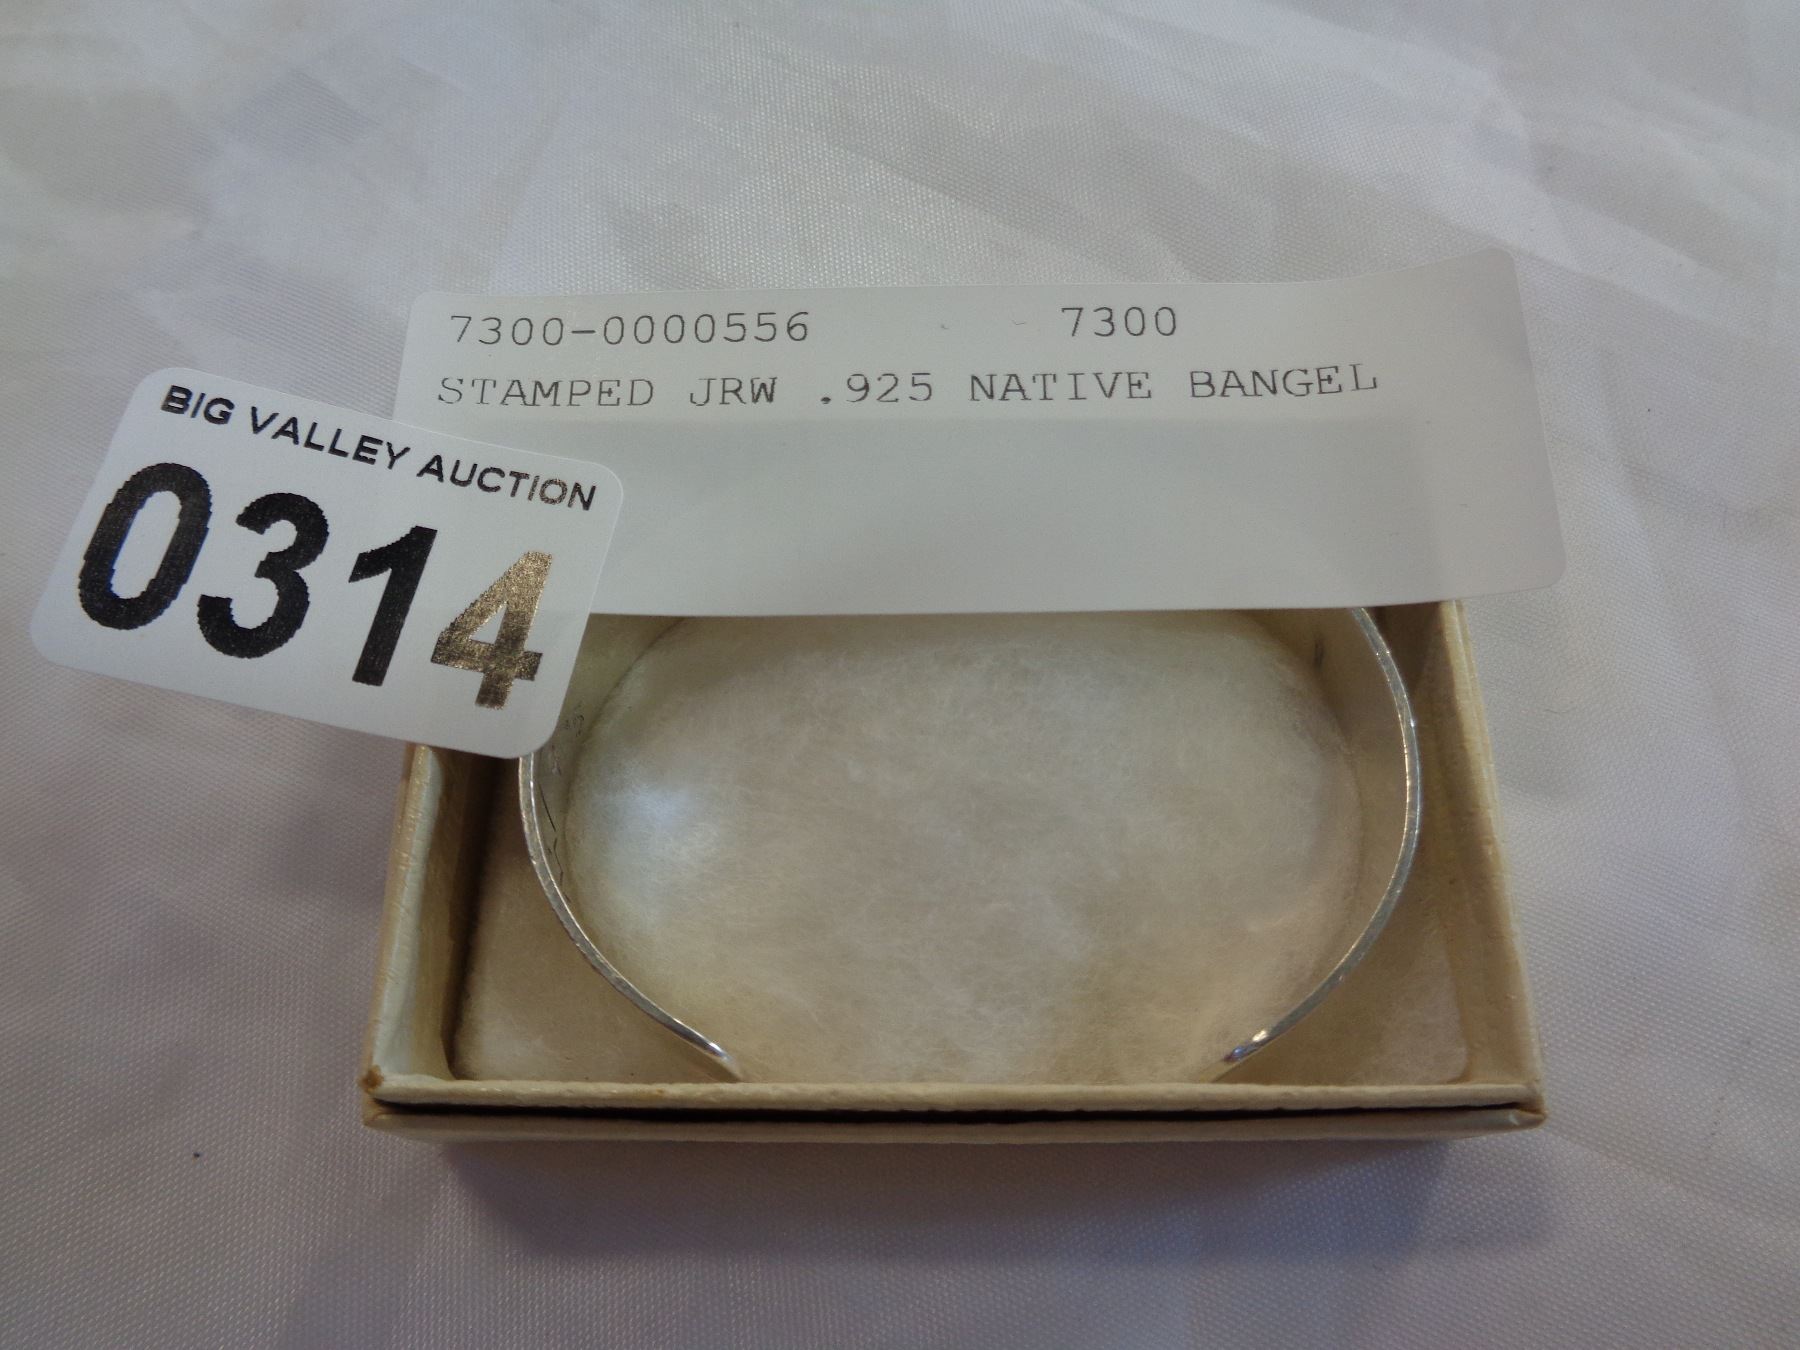 7300-0000556 7300
STAMPED JRW .925 NATIVE BANGEL
BIG VALLEY AUCTION
0314